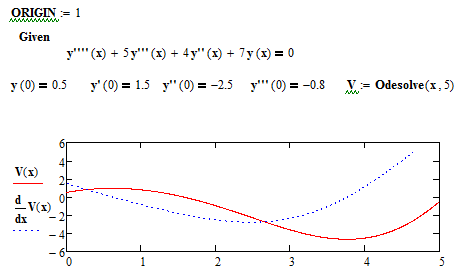 ORIGIN := 1
Given
y''''(x) + 5y'''(x) + 4y''(x) + 7y(x) = 0
y(0) = 0.5 y'(0) = 1.5 y''(0) = -2.5 y'''(0) = -0.8 V := Odesolve(x, 5)
6
4
V(x)
2
0
d/dx V(x)
-2
-4
-6
0 1 2 3 4 5